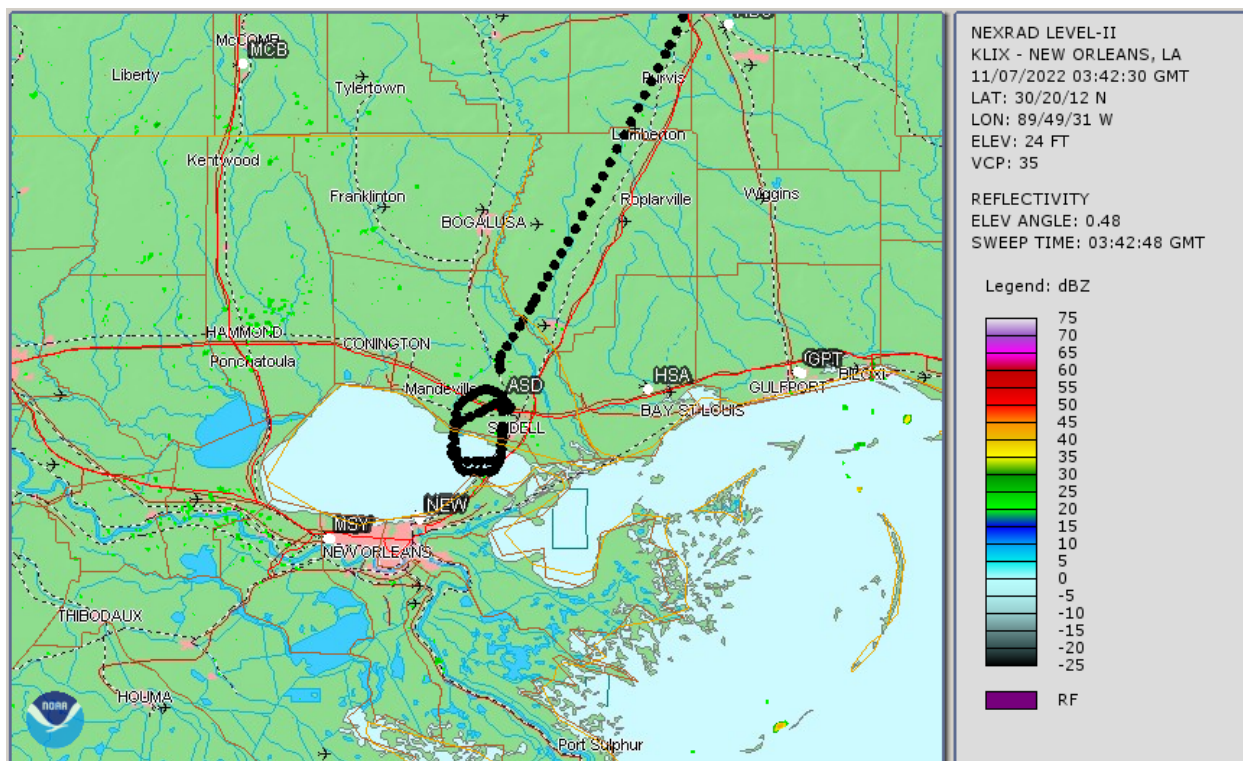 HBG
McCOMB
MCB
Liberty
Tylertown
Purvis
Lumberton
Kentwood
Franklinton
Poplarville
Wiggins
BOGALUSA
HAMMOND
CONINGTON
Ponchatoula
Mandeville
ASD
HSA
GPT
GULFPORT
Biloxi
BAY ST LOUIS
SLIDELL
NEW
MSY
NEW ORLEANS
THIBODAUX
HOUMA
Port Sulphur
NOAA
NEXRAD LEVEL-II
KLIX - NEW ORLEANS, LA
11/07/2022 03:42:30 GMT
LAT: 30/20/12 N
LON: 89/49/31 W
ELEV: 24 FT
VCP: 35
REFLECTIVITY
ELEV ANGLE: 0.48
SWEEP TIME: 03:42:48 GMT
Legend: dBZ
75
70
65
60
55
50
45
40
35
30
25
20
15
10
5
0
-5
-10
-15
-20
-25
RF